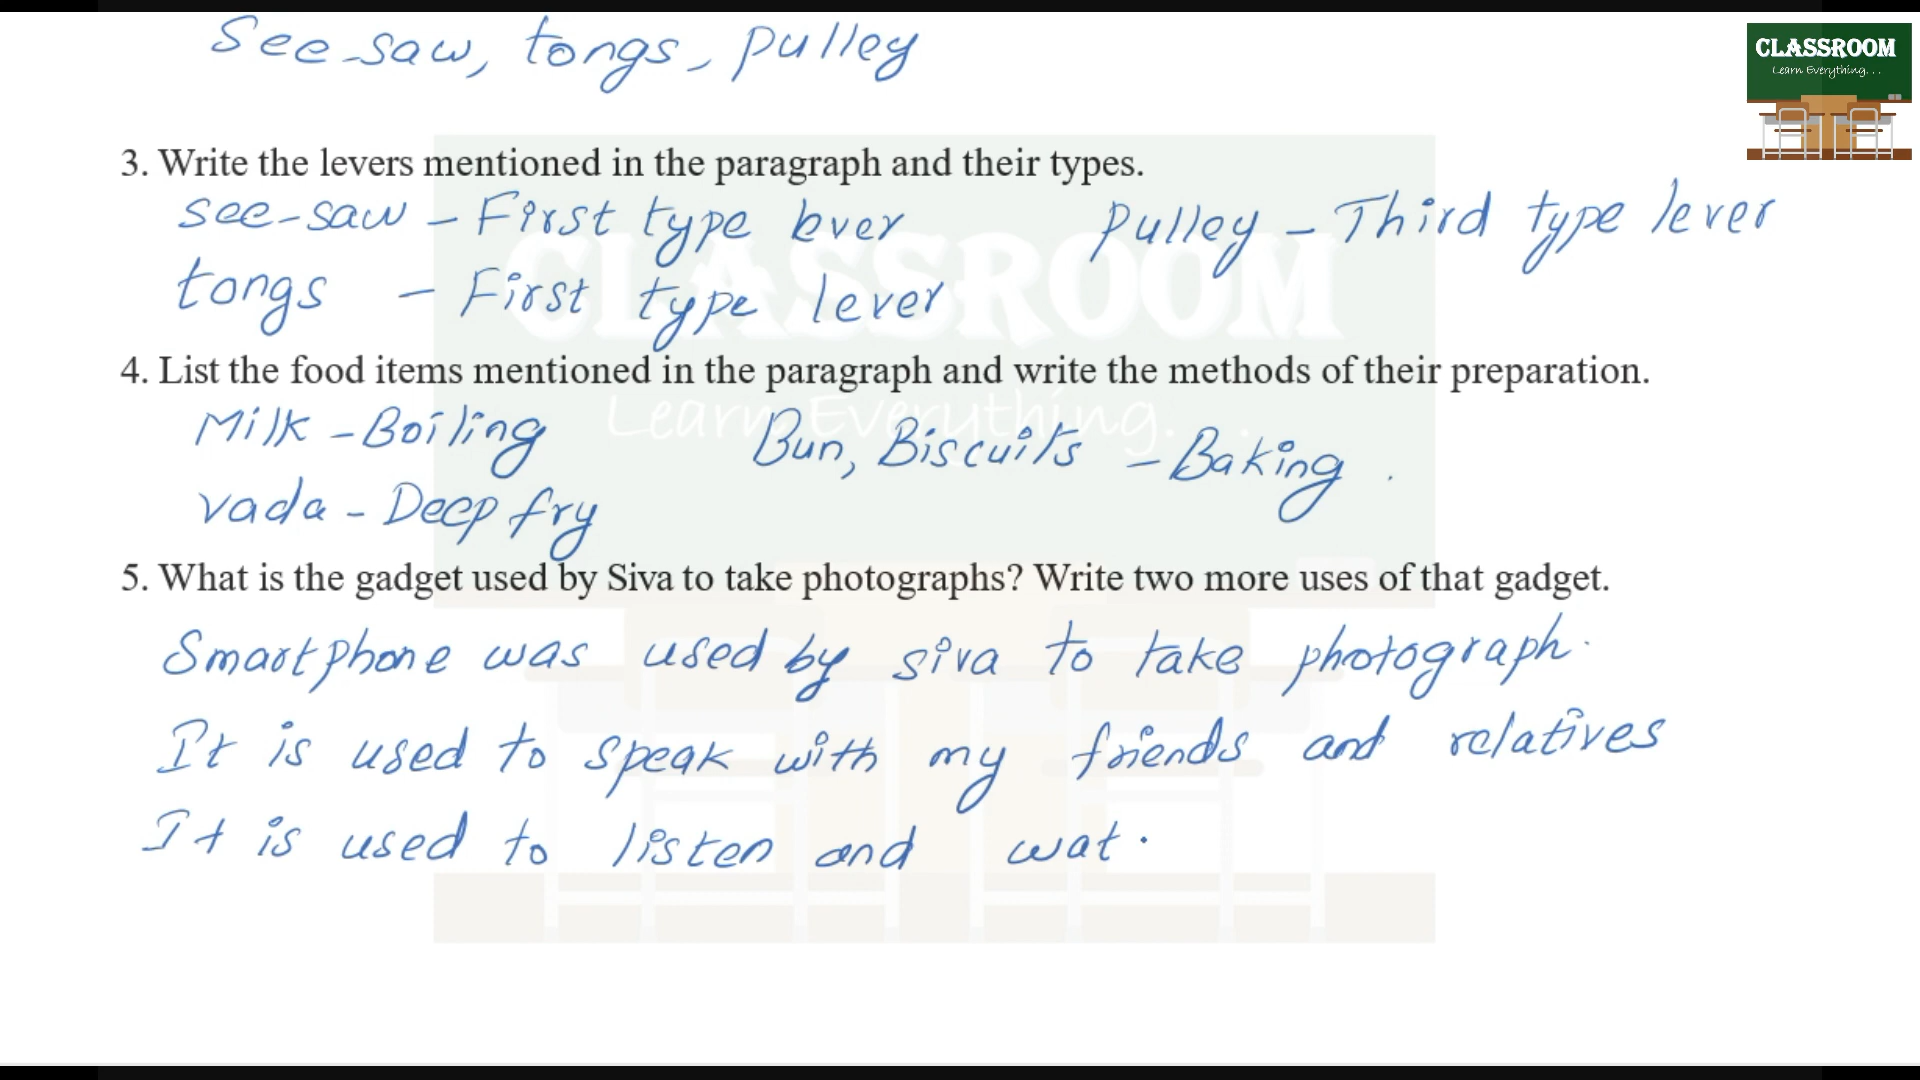 See-saw, tongs, pulley
CLASSROOM
Learn Everything...
3. Write the levers mentioned in the paragraph and their types.
see-saw - First type lever
Pulley - Third type lever
tongs - First type lever
4. List the food items mentioned in the paragraph and write the methods of their preparation.
Milk - Boiling
Bun, Biscuits - Baking.
vada - Deep fry
5. What is the gadget used by Siva to take photographs? Write two more uses of that gadget.
Smartphone was used by siva to take photograph.
It is used to speak with my friends and relatives
It is used to listen and wat.
CLASSROOM
Learn Everything...